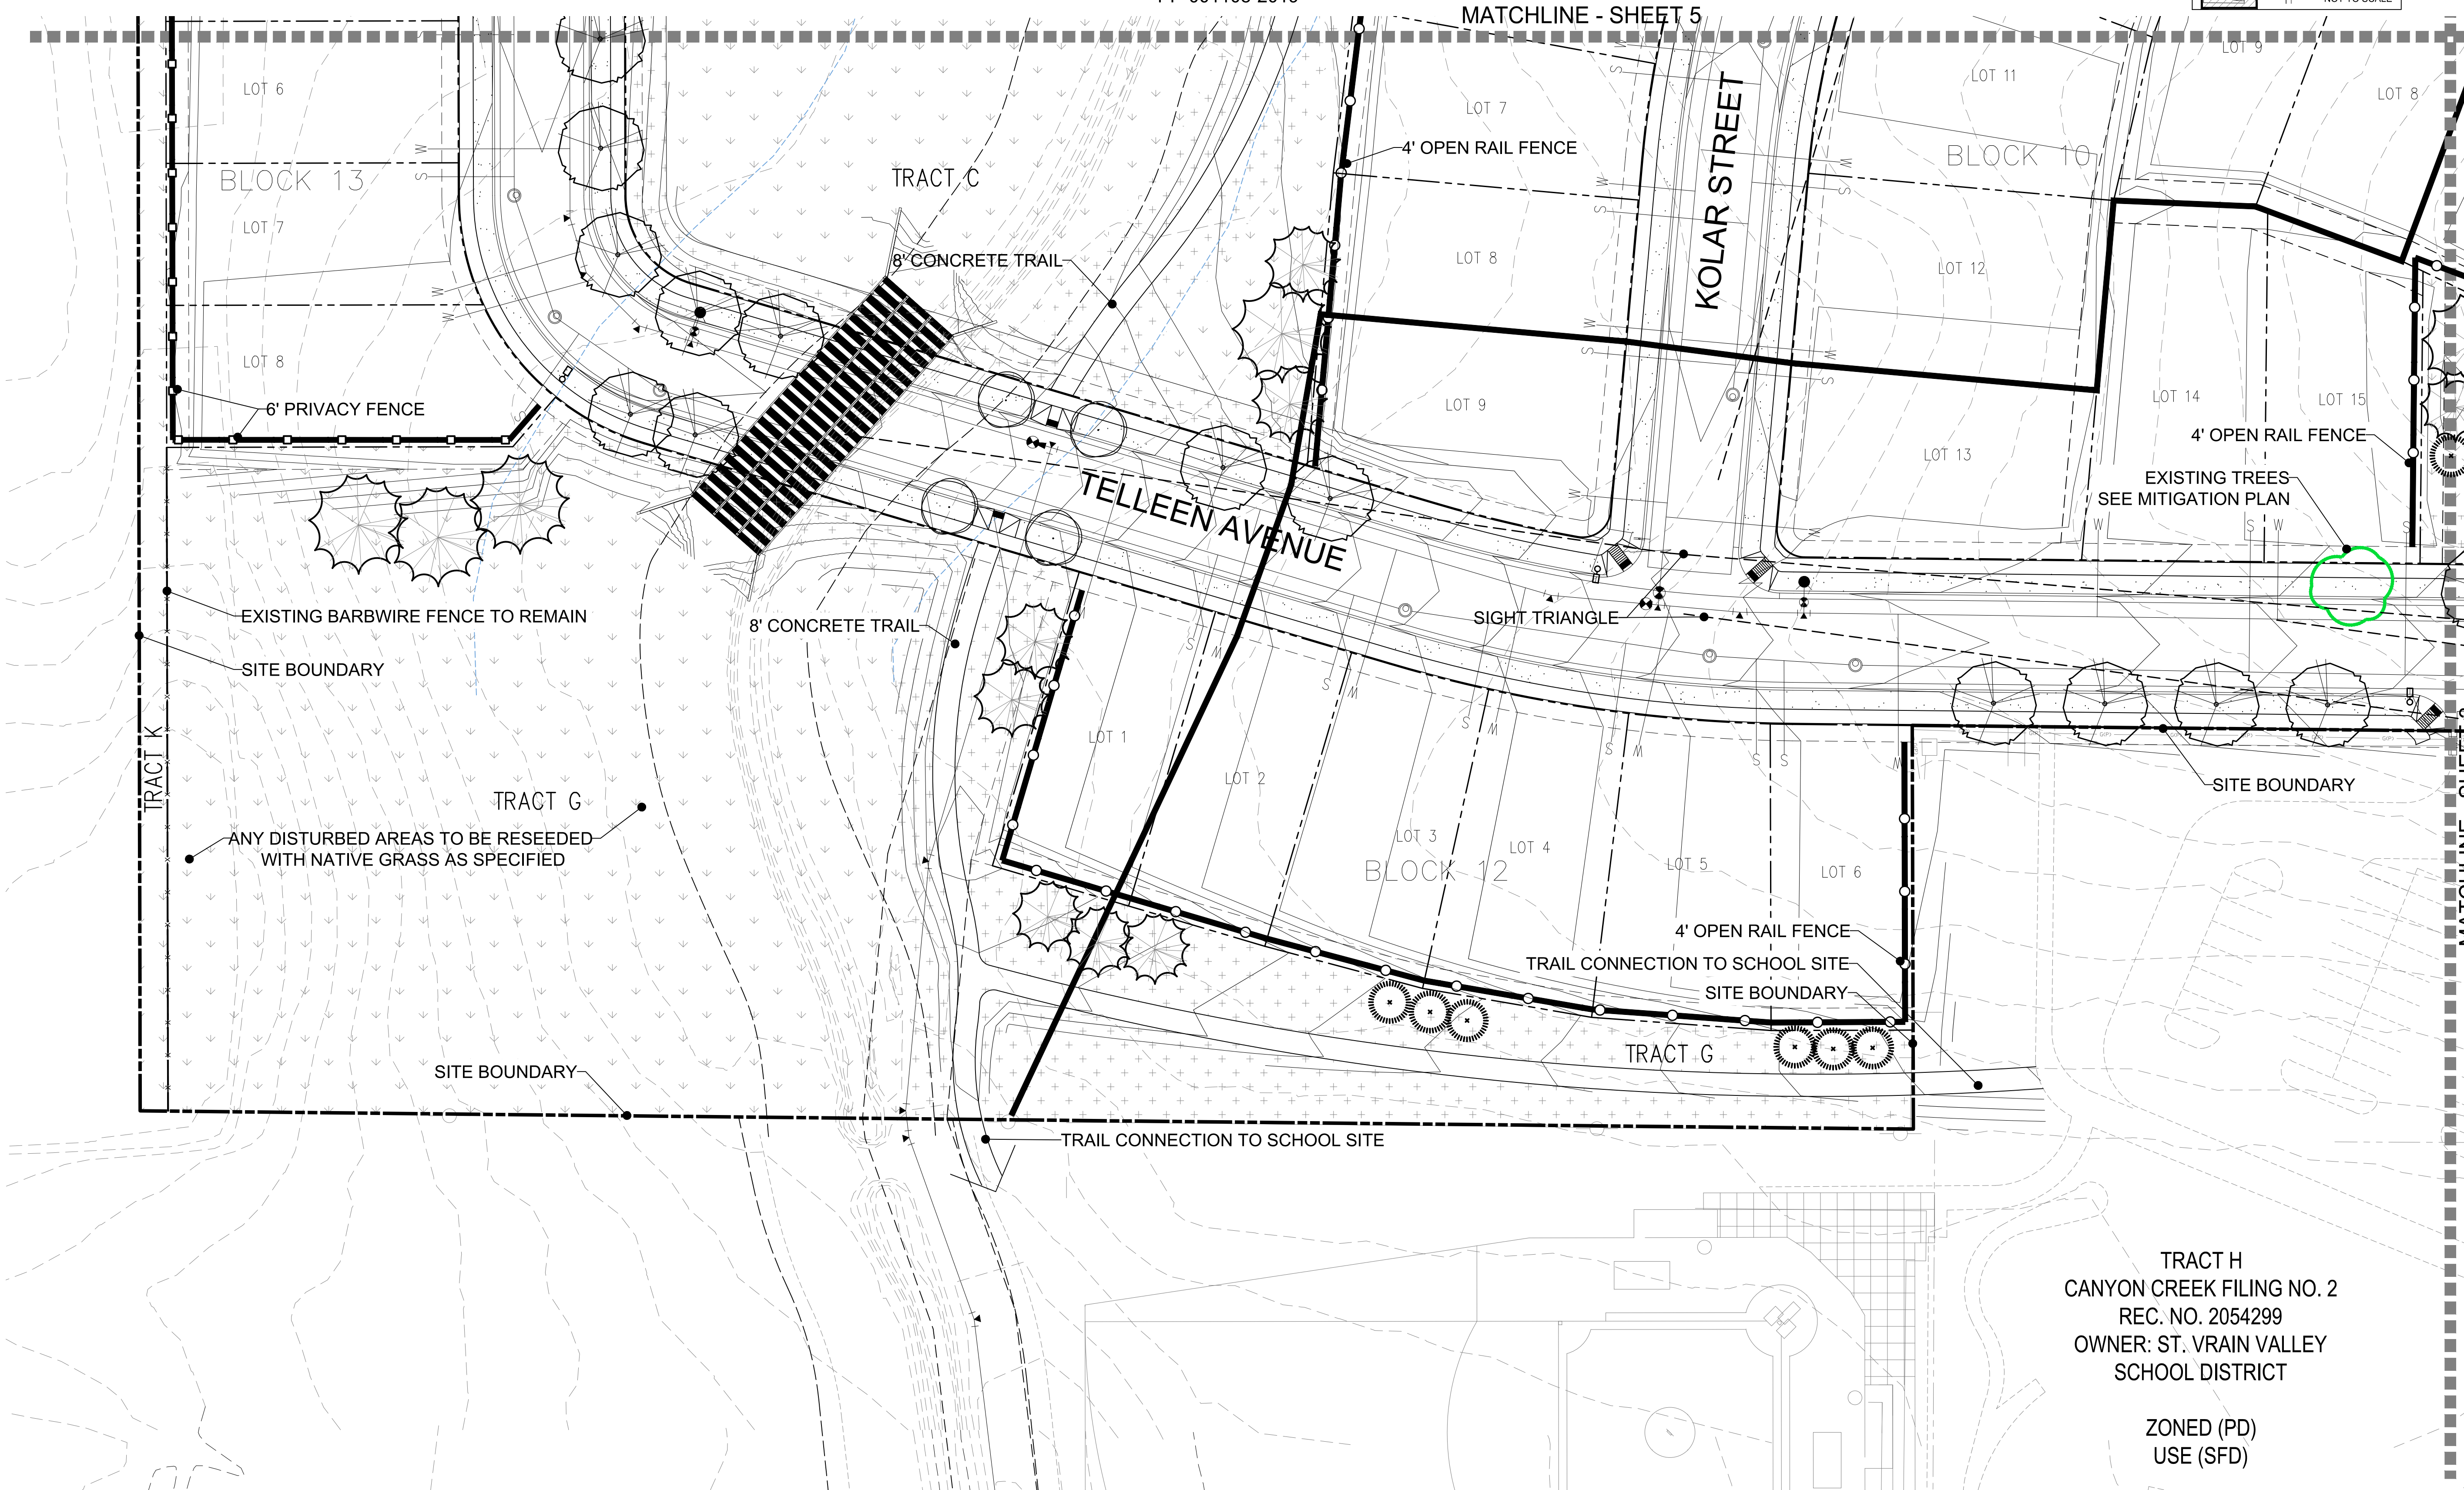 MATCHLINE - SHEET 5
NOT TO SCALE
LOT 6
BLOCK 13
LOT 7
LOT 8
6' PRIVACY FENCE
TRACT C
8' CONCRETE TRAIL
4' OPEN RAIL FENCE
LOT 7
LOT 8
LOT 9
KOLAR STREET
LOT 11
BLOCK 10
LOT 12
LOT 13
LOT 9
LOT 8
LOT 14
LOT 15
4' OPEN RAIL FENCE
EXISTING TREES
SEE MITIGATION PLAN
TELLEEN AVENUE
SIGHT TRIANGLE
EXISTING BARBWIRE FENCE TO REMAIN
SITE BOUNDARY
8' CONCRETE TRAIL
TRACT K
TRACT G
ANY DISTURBED AREAS TO BE RESEEDED
WITH NATIVE GRASS AS SPECIFIED
LOT 1
LOT 2
LOT 3
BLOCK 12
LOT 4
LOT 5
LOT 6
SITE BOUNDARY
4' OPEN RAIL FENCE
TRAIL CONNECTION TO SCHOOL SITE
SITE BOUNDARY
TRACT G
SITE BOUNDARY
TRAIL CONNECTION TO SCHOOL SITE
TRACT H
CANYON CREEK FILING NO. 2
REC. NO. 2054299
OWNER: ST. VRAIN VALLEY
SCHOOL DISTRICT
ZONED (PD)
USE (SFD)